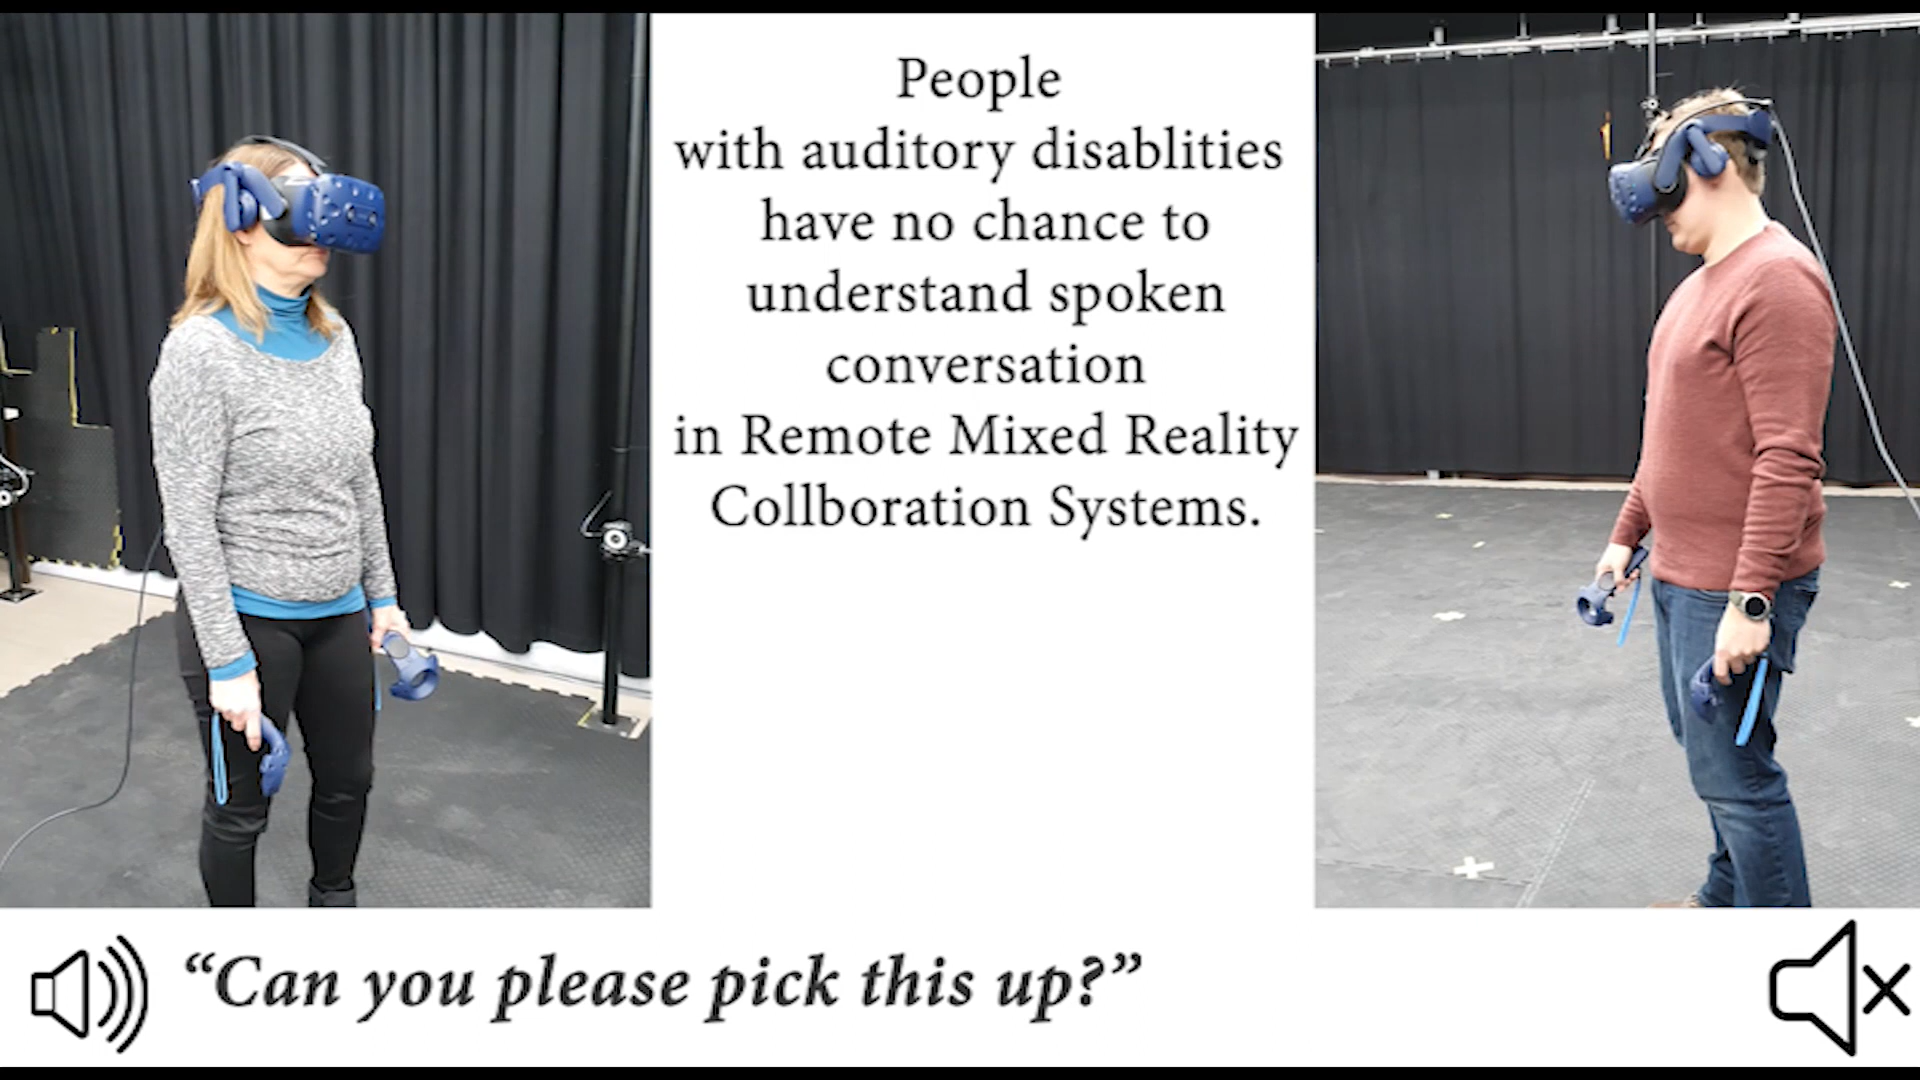 People
with auditory disablities
have no chance to
understand spoken
conversation
in Remote Mixed Reality
Collboration Systems.
“Can you please pick this up?”